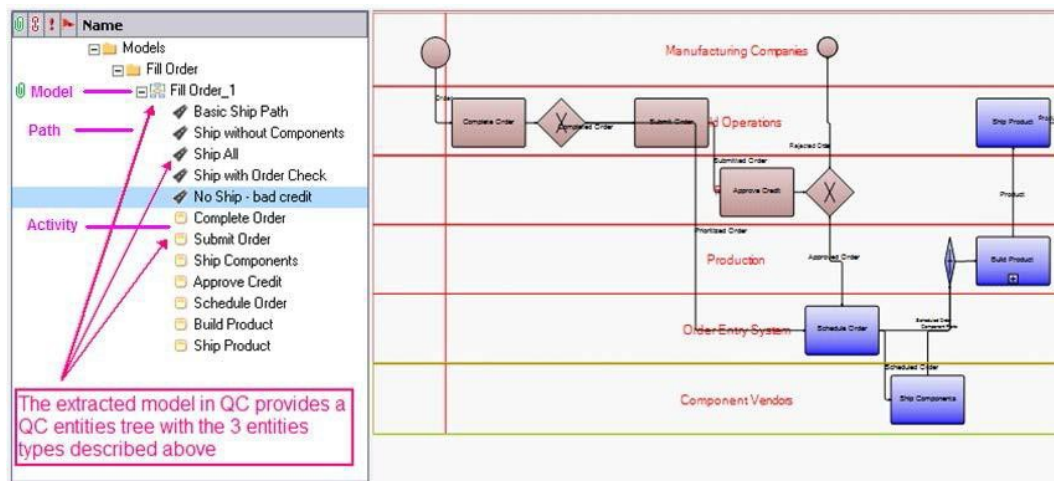 Name
Models
Fill Order
Model
Fill Order_1
Basic Ship Path
Path
Ship without Components
Ship All
Ship with Order Check
No Ship - bad credit
Activity
Complete Order
Submit Order
Ship Components
Approve Credit
Schedule Order
Build Product
Ship Product
The extracted model in QC provides a
QC entities tree with the 3 entities
types described above
Manufacturing Companies
Order
Complete Order
Completed Order
Submit Order
Operations
Ship Product
Submitted Order
Rejected Order
Approve Credit
Product
Prioritized Order
Production
Approved Order
Build Product
Order Entry System
Schedule Order
Scheduled Order
Component Vendors
Ship Components